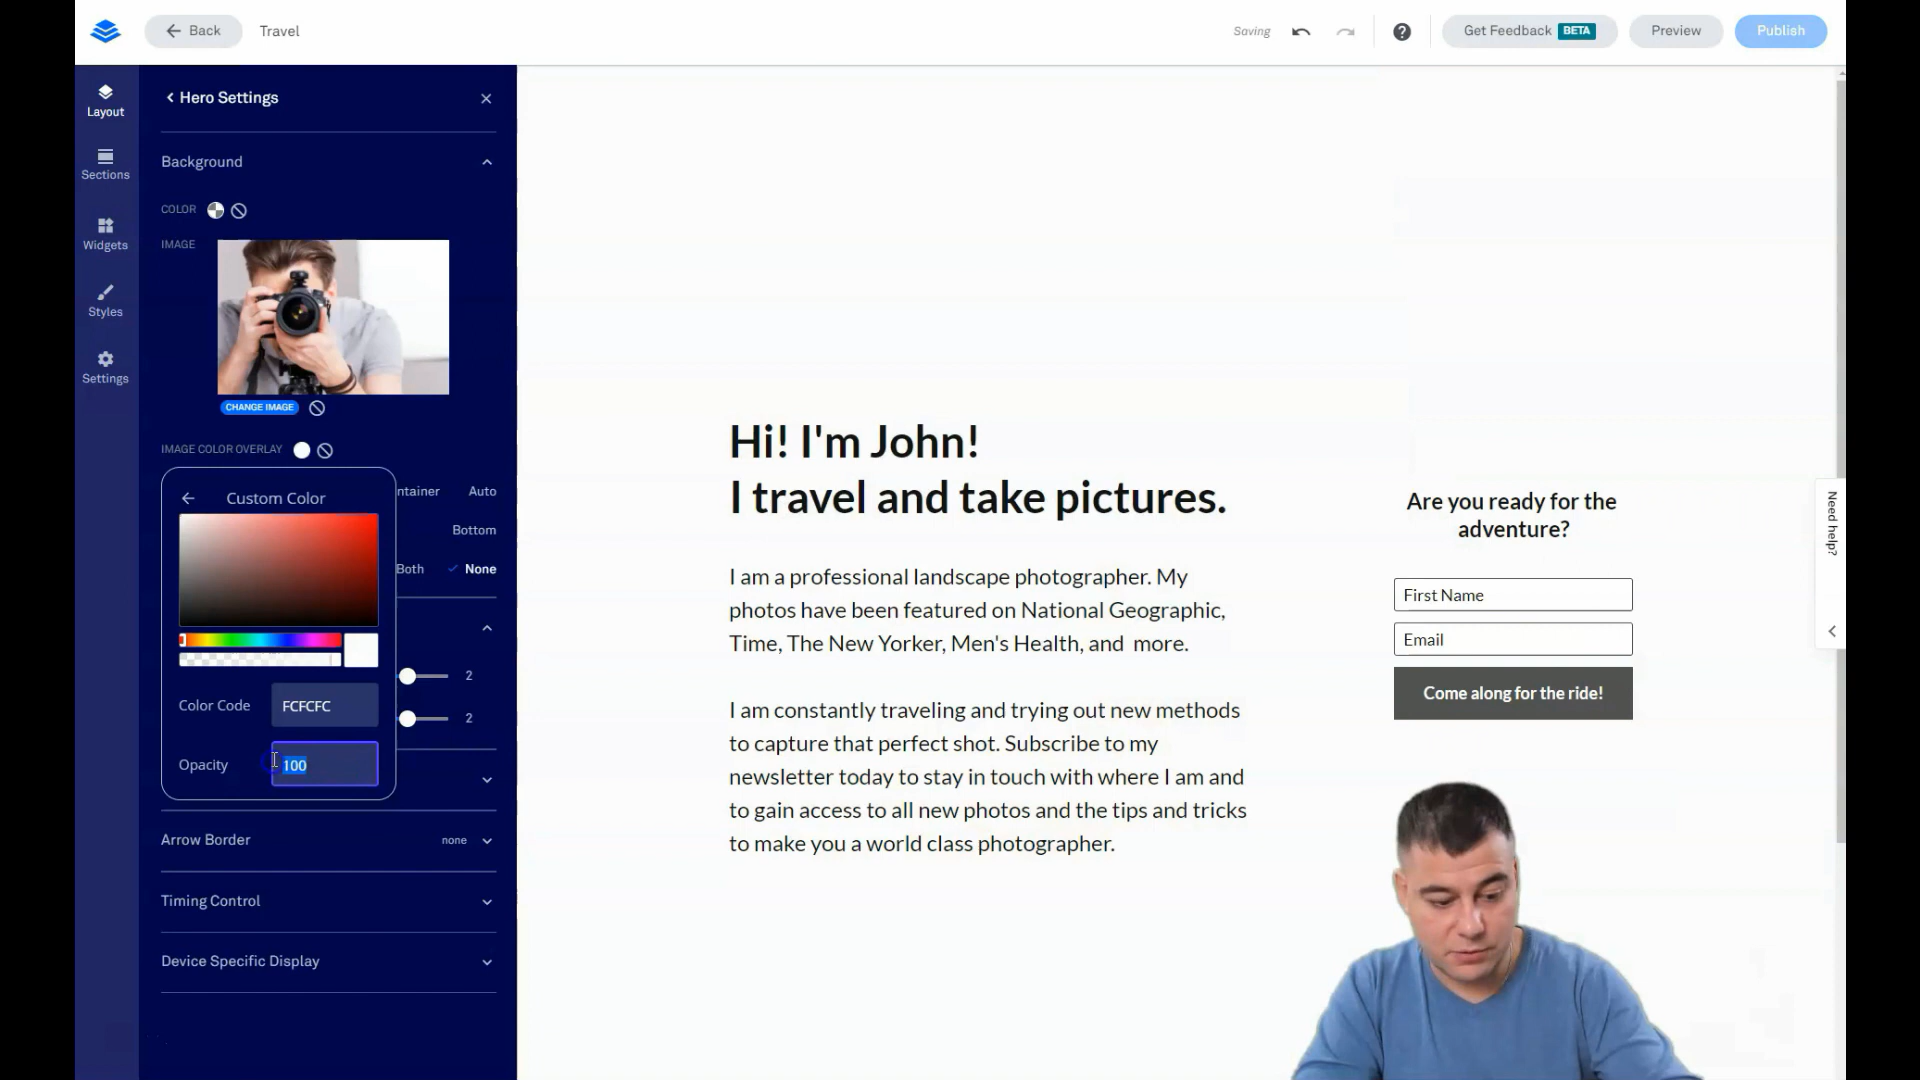 Back
Travel
Saving
Get Feedback BETA
Preview
Publish
Layout
Sections
Widgets
Styles
Settings
Hero Settings
Background
COLOR
IMAGE
CHANGE IMAGE
IMAGE COLOR OVERLAY
Custom Color
ntainer Auto
Bottom
Both None
Color Code FCFCFC
Opacity 100
2
2
Arrow Border none
Timing Control
Device Specific Display
Hi! I'm John!
I travel and take pictures.
I am a professional landscape photographer. My
photos have been featured on National Geographic,
Time, The New Yorker, Men's Health, and more.
I am constantly traveling and trying out new methods
to capture that perfect shot. Subscribe to my
newsletter today to stay in touch with where I am and
to gain access to all new photos and the tips and tricks
to make you a world class photographer.
Are you ready for the
adventure?
First Name
Email
Come along for the ride!
Need help?